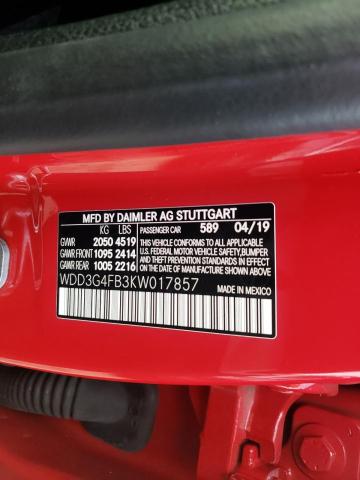 MFD BY DAIMLER AG STUTTGART
KG LBS PASSENGER CAR 589 04/19
GVWR 2050 4519
GAWR FRONT 1095 2414
GAWR REAR 1005 2216
THIS VEHICLE CONFORMS TO ALL APPLICABLE
U.S. FEDERAL MOTOR VEHICLE SAFETY, BUMPER
AND THEFT PREVENTION STANDARDS IN EFFECT
ON THE DATE OF MANUFACTURE SHOWN ABOVE.
WDD3G4FB3KW017857
MADE IN MEXICO